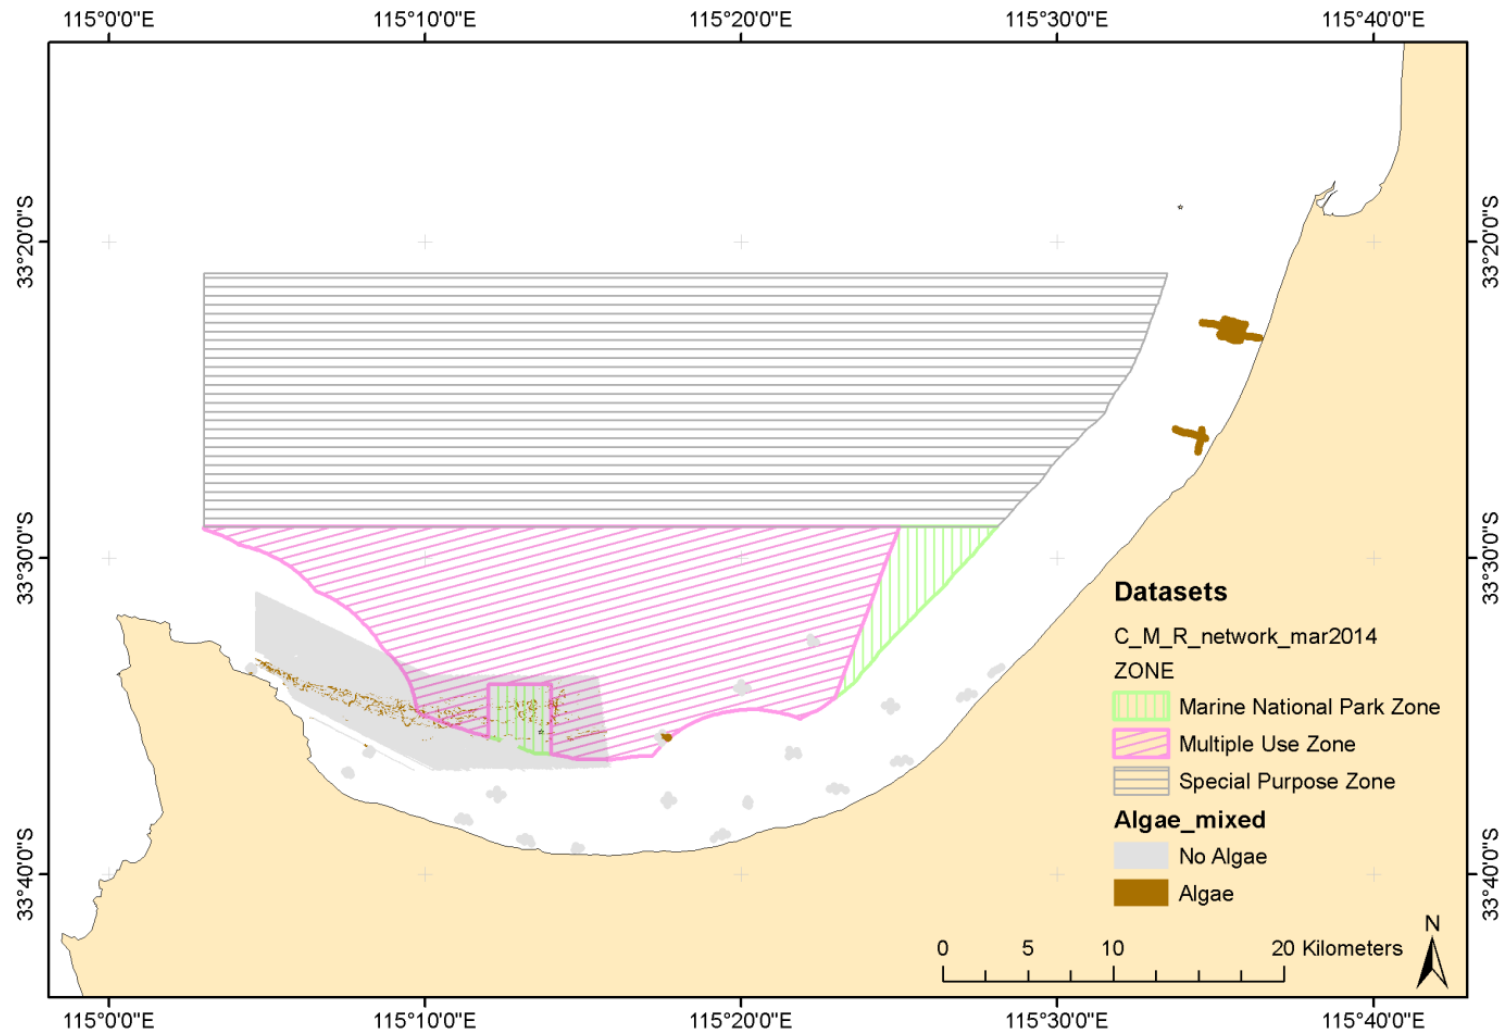 115°0'0"E 115°10'0"E 115°20'0"E 115°30'0"E 115°40'0"E
33°20'0"S 33°20'0"S
33°30'0"S 33°30'0"S
Datasets
C_M_R_network_mar2014
ZONE
Marine National Park Zone
Multiple Use Zone
Special Purpose Zone
Algae_mixed
No Algae
Algae
33°40'0"S 33°40'0"S
N
0 5 10 20 Kilometers
115°0'0"E 115°10'0"E 115°20'0"E 115°30'0"E 115°40'0"E